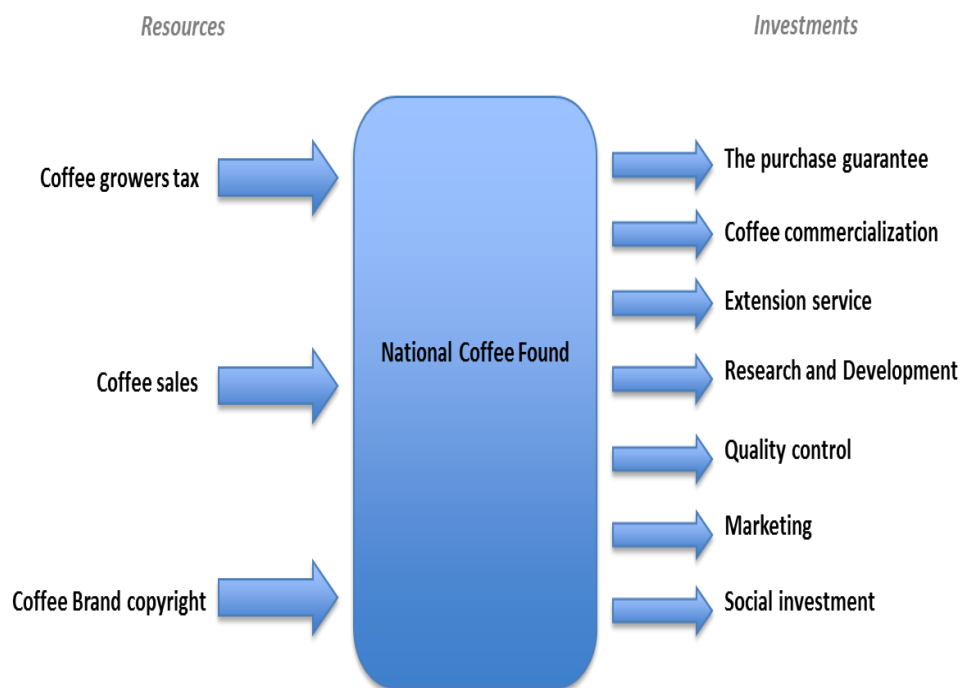 Resources
Investments
Coffee growers tax
Coffee sales
Coffee Brand copyright
National Coffee Found
The purchase guarantee
Coffee commercialization
Extension service
Research and Development
Quality control
Marketing
Social investment